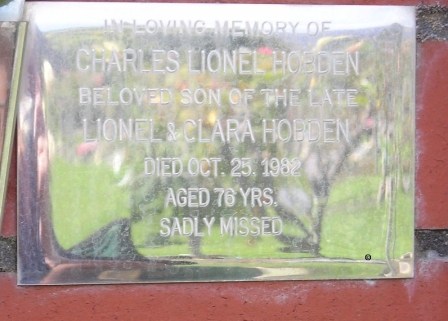 IN LOVING MEMORY OF
CHARLES LIONEL HOBDEN
BELOVED SON OF THE LATE
LIONEL & CLARA HOBDEN
DIED OCT. 25, 1982
AGED 76 YRS.
SADLY MISSED